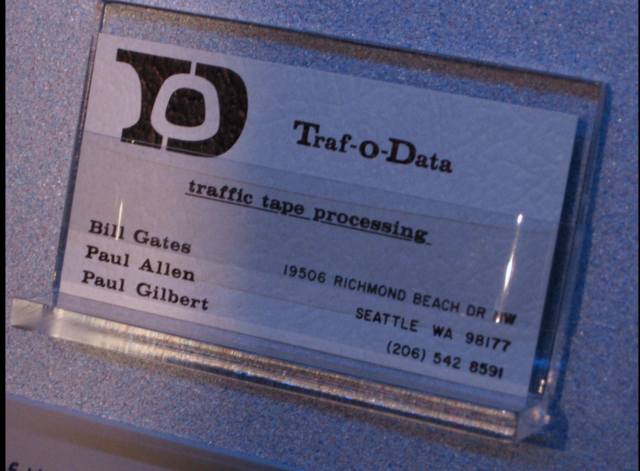 Traf-o-Data
traffic tape processing
Bill Gates
Paul Allen
Paul Gilbert
19506 RICHMOND BEACH DR NW
SEATTLE WA 98177
(206) 542 8591